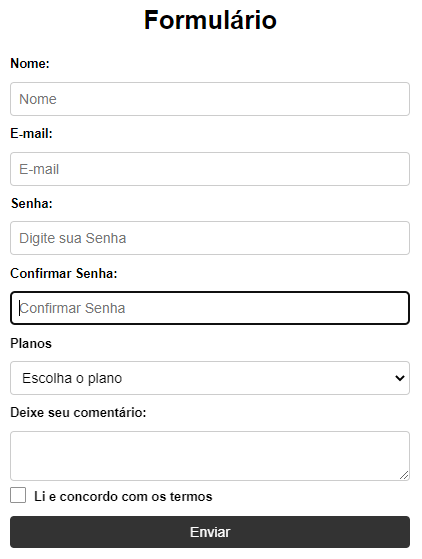 Formulário
Nome:
Nome
E-mail:
E-mail
Senha:
Digite sua Senha
Confirmar Senha:
Confirmar Senha
Planos
Escolha o plano
Deixe seu comentário:
Li e concordo com os termos
Enviar